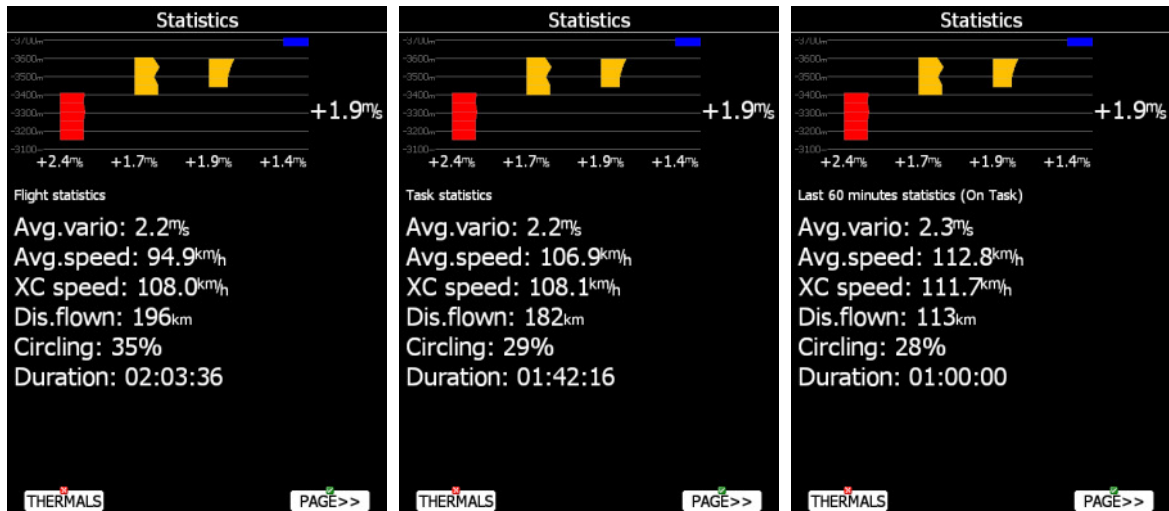 Statistics
-3700m
-3600m
-3500m
-3400m
-3300m
-3200m
-3100m
+1.9m/s
+2.4m/s +1.7m/s +1.9m/s +1.4m/s
Flight statistics
Avg.vario: 2.2m/s
Avg.speed: 94.9km/h
XC speed: 108.0km/h
Dis.flown: 196km
Circling: 35%
Duration: 02:03:36
THERMALS PAGE>>
Statistics
-3700m
-3600m
-3500m
-3400m
-3300m
-3200m
-3100m
+1.9m/s
+2.4m/s +1.7m/s +1.9m/s +1.4m/s
Task statistics
Avg.vario: 2.2m/s
Avg.speed: 106.9km/h
XC speed: 108.1km/h
Dis.flown: 182km
Circling: 29%
Duration: 01:42:16
THERMALS PAGE>>
Statistics
-3700m
-3600m
-3500m
-3400m
-3300m
-3200m
-3100m
+1.9m/s
+2.4m/s +1.7m/s +1.9m/s +1.4m/s
Last 60 minutes statistics (On Task)
Avg.vario: 2.3m/s
Avg.speed: 112.8km/h
XC speed: 111.7km/h
Dis.flown: 113km
Circling: 28%
Duration: 01:00:00
THERMALS PAGE>>